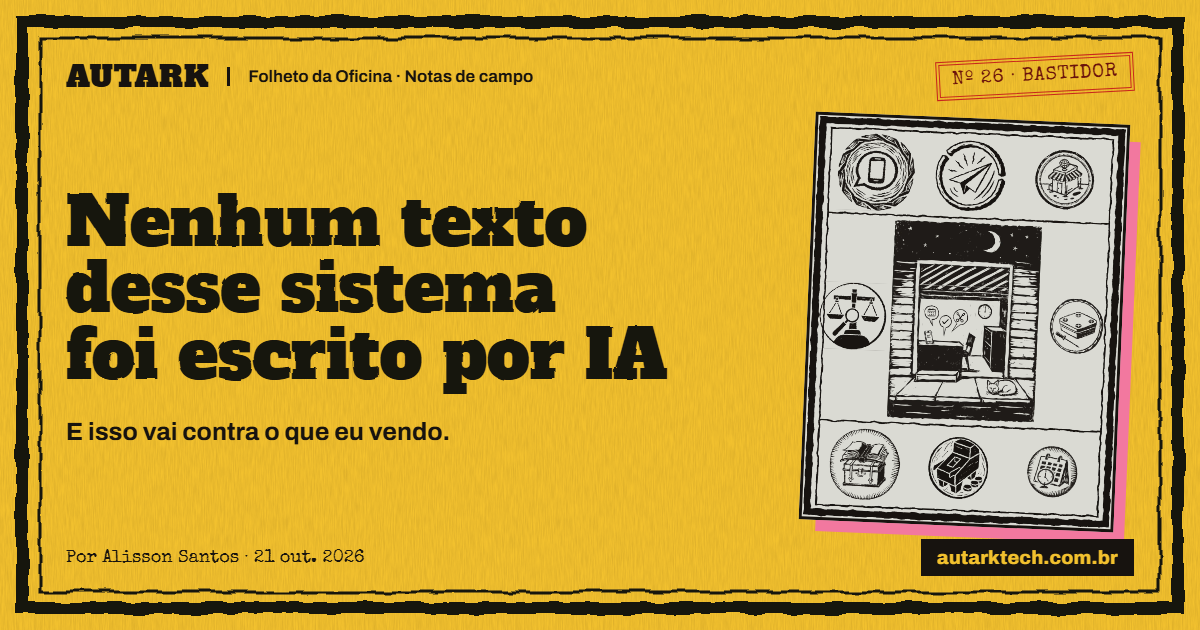 AUTARK
Folheto da Oficina · Notas de campo
Nº 26 · BASTIDOR
Nenhum texto
desse sistema
foi escrito por IA
E isso vai contra o que eu vendo.
Por Alisson Santos · 21 out. 2026
autarktech.com.br